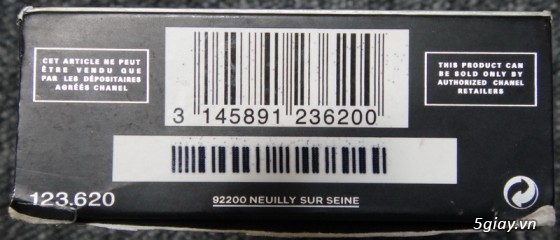 CET ARTICLE NE PEUT
ÊTRE VENDU QUE
PAR LES DÉPOSITAIRES
AGRÉÉS CHANEL
3 145891 236200
THIS PRODUCT CAN
BE SOLD ONLY BY
AUTHORIZED CHANEL
RETAILERS
123.620
92200 NEUILLY SUR SEINE
5giay.vn